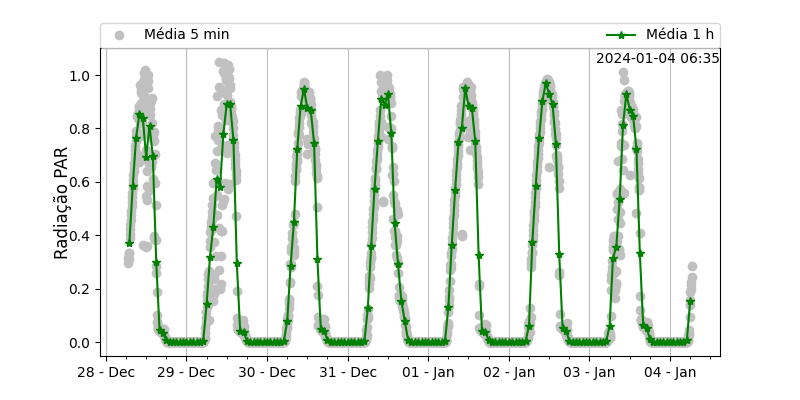 Média 5 min
Média 1 h
2024-01-04 06:35
Radiação PAR
1.0
0.8
0.6
0.4
0.2
0.0
28 - Dec
29 - Dec
30 - Dec
31 - Dec
01 - Jan
02 - Jan
03 - Jan
04 - Jan